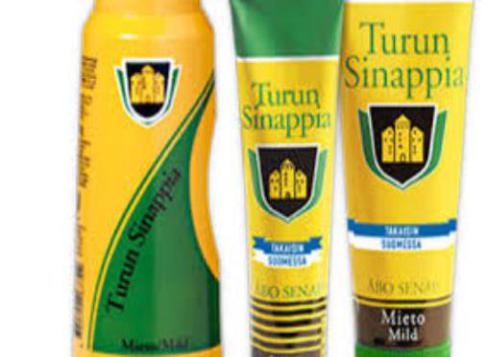 Turun Sinappia
Mieto/Mild
Turun
Sinappia
TAKAISIN
SUOMESSA
ÅBO SENAP
Turun
Sinappia
TAKAISIN
SUOMESSA
ÅBO SENAP
Mieto
Mild